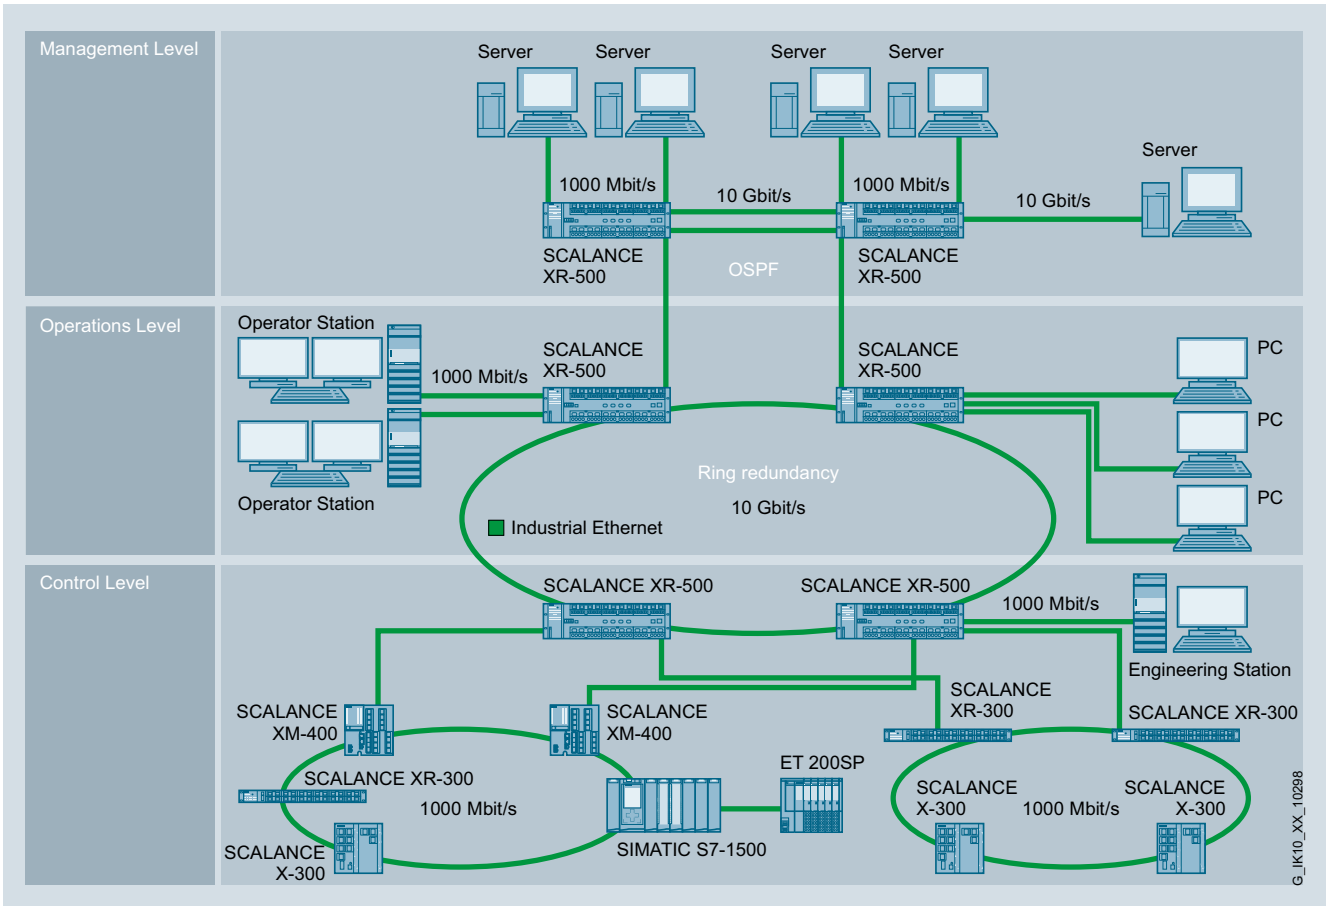 Management Level
Server
Server
Server
Server
Server
1000 Mbit/s
10 Gbit/s
1000 Mbit/s
10 Gbit/s
SCALANCE
XR-500
OSPF
SCALANCE
XR-500
Operations Level
Operator Station
1000 Mbit/s
SCALANCE
XR-500
SCALANCE
XR-500
PC
PC
PC
Operator Station
Ring redundancy
10 Gbit/s
Industrial Ethernet
Control Level
SCALANCE XR-500
SCALANCE XR-500
1000 Mbit/s
Engineering Station
SCALANCE
XM-400
SCALANCE
XM-400
SCALANCE
XR-300
SCALANCE XR-300
SCALANCE XR-300
1000 Mbit/s
ET 200SP
SCALANCE
X-300
1000 Mbit/s
SCALANCE
X-300
SCALANCE
X-300
SIMATIC S7-1500
G_IK10_XX_10298